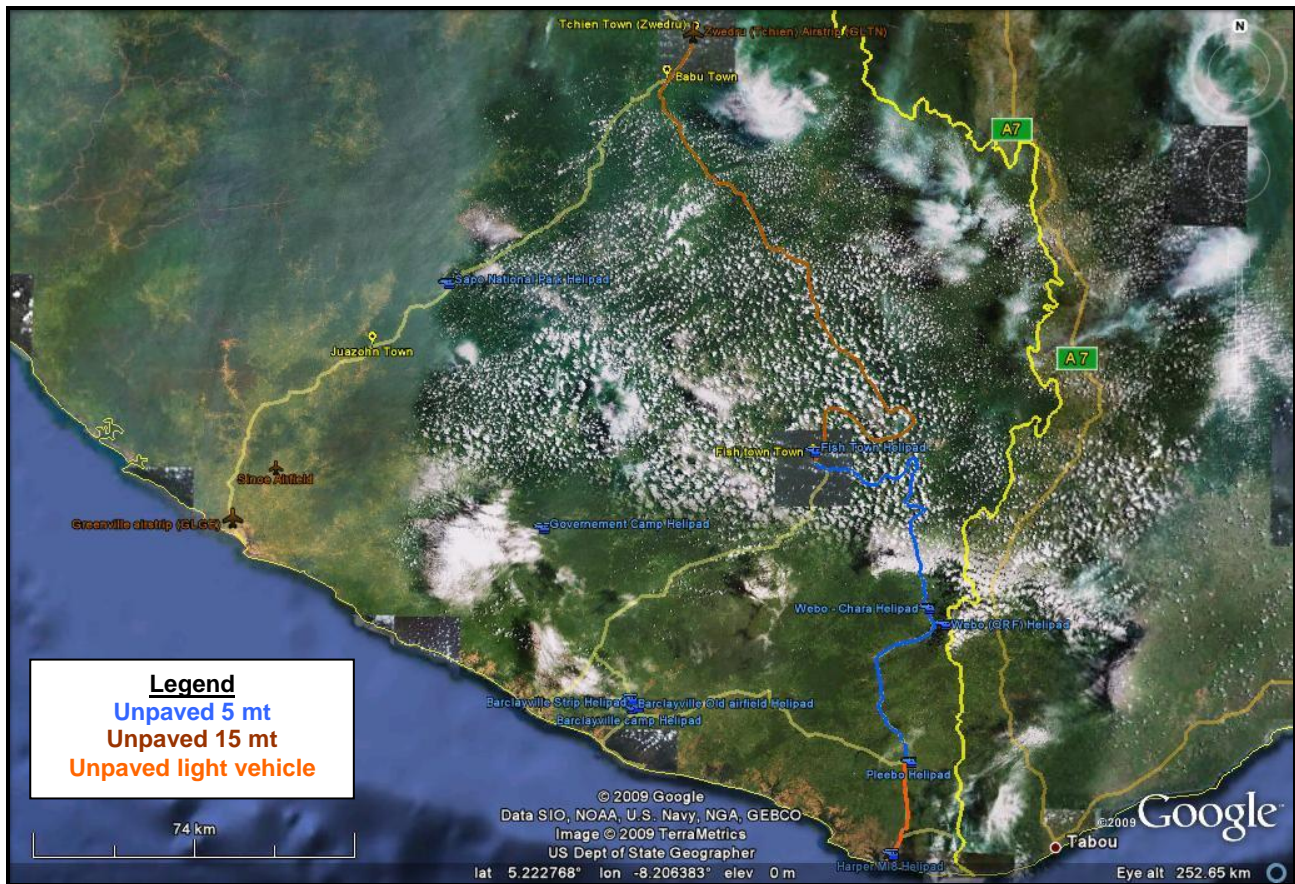 Tchien Town (Zwedru)
Zwedru (Tchien) Airstrip (GLTN)
N
Babu Town
A7
Sapo National Park Helipad
Juazohn Town
A 7
Fish town Town
Fish Town Helipad
Sinoe Airfield
Greenville airstrip (GLGE)
Governement Camp Helipad
Webo - Chara Helipad
Webo (ORF) Helipad
Legend
Unpaved 5 mt
Unpaved 15 mt
Unpaved light vehicle
Barclayville Strip Helipad
Barclayville Old airfield Helipad
Barclayville camp Helipad
Pleebo Helipad
74 km
© 2009 Google
Data SIO, NOAA, U.S. Navy, NGA, GEBCO
Image © 2009 TerraMetrics
US Dept of State Geographer
©2009 Google
Tabou
Harper MI8 Helipad
lat 5.222768° lon -8.206383° elev 0 m
Eye alt 252.65 km